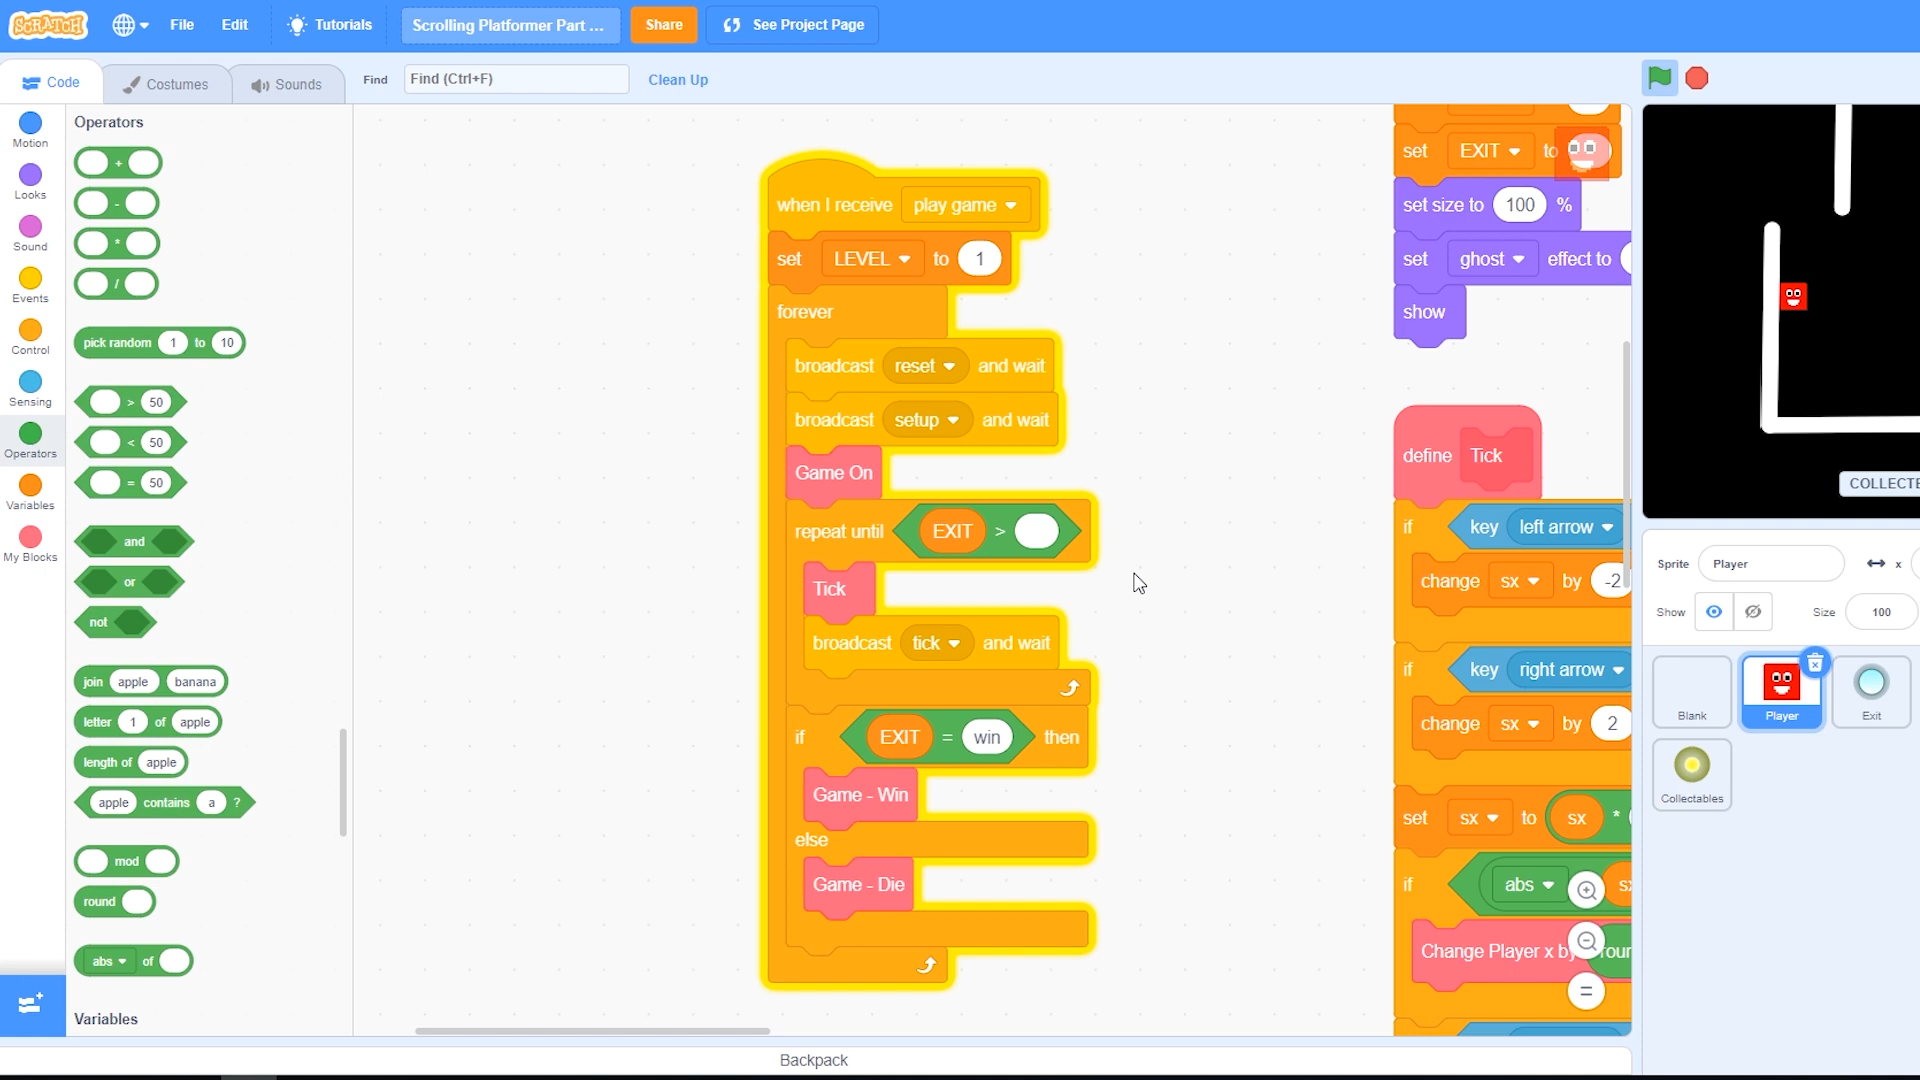 SCRATCH
File
Edit
Tutorials
Scrolling Platformer Part ...
Share
See Project Page
Code
Costumes
Sounds
Find
Find (Ctrl+F)
Clean Up
Motion
Looks
Sound
Events
Control
Sensing
Operators
Variables
My Blocks
Operators
+
-
*
/
pick random 1 to 10
> 50
< 50
= 50
and
or
not
join apple banana
letter 1 of apple
length of apple
apple contains a ?
mod
round
abs of
Variables
when I receive play game
set LEVEL to 1
forever
broadcast reset and wait
broadcast setup and wait
Game On
repeat until EXIT >
Tick
broadcast tick and wait
if EXIT = win then
Game - Win
else
Game - Die
set EXIT to
set size to 100 %
set ghost effect to
show
define Tick
if key left arrow
change sx by -2
if key right arrow
change sx by 2
set sx to sx *
if abs
Change Player x by
COLLECTE
Sprite Player x
Show Size 100
Blank
Player
Exit
Collectables
Backpack